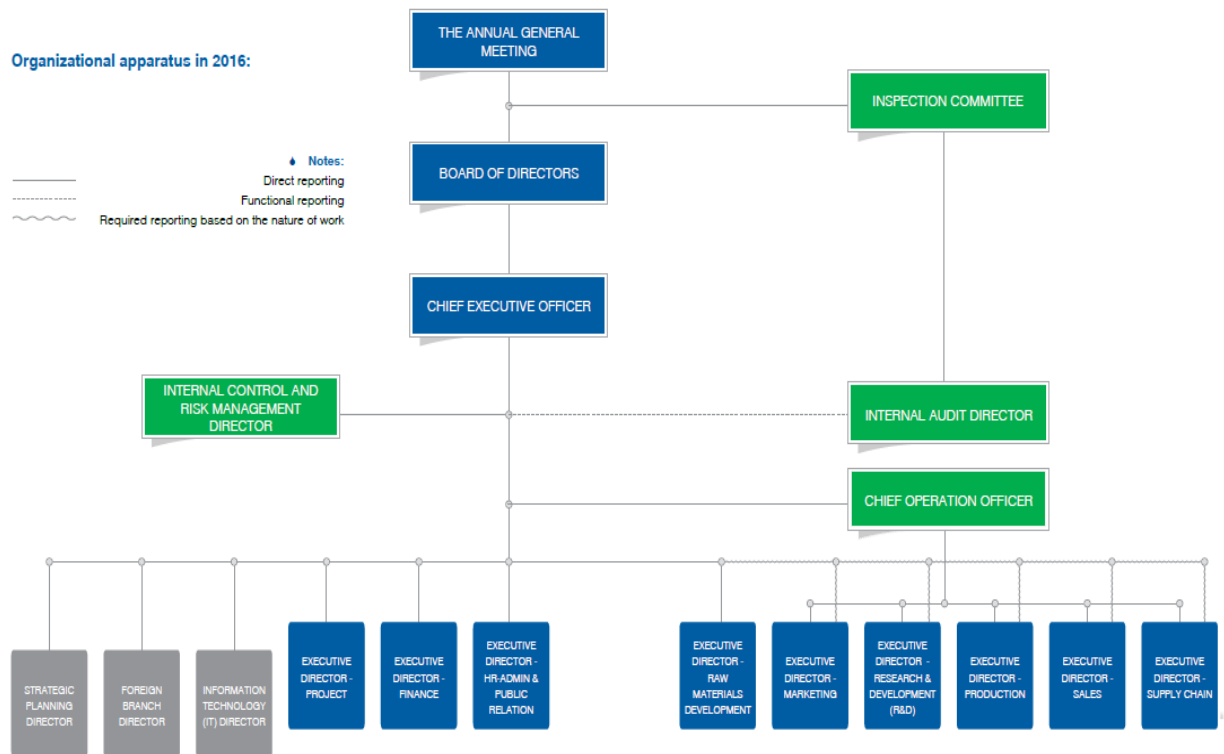 THE ANNUAL GENERAL
MEETING
Organizational apparatus in 2016:
INSPECTION COMMITTEE
Notes:
Direct reporting
Functional reporting
Required reporting based on the nature of work
BOARD OF DIRECTORS
CHIEF EXECUTIVE OFFICER
INTERNAL CONTROL AND
RISK MANAGEMENT
DIRECTOR
INTERNAL AUDIT DIRECTOR
CHIEF OPERATION OFFICER
STRATEGIC
PLANNING
DIRECTOR
FOREIGN
BRANCH
DIRECTOR
INFORMATION
TECHNOLOGY
(IT) DIRECTOR
EXECUTIVE
DIRECTOR -
PROJECT
EXECUTIVE
DIRECTOR -
FINANCE
EXECUTIVE
DIRECTOR -
HR-ADMIN &
PUBLIC
RELATION
EXECUTIVE
DIRECTOR -
RAW
MATERIALS
DEVELOPMENT
EXECUTIVE
DIRECTOR -
MARKETING
EXECUTIVE
DIRECTOR -
RESEARCH &
DEVELOPMENT
(R&D)
EXECUTIVE
DIRECTOR -
PRODUCTION
EXECUTIVE
DIRECTOR -
SALES
EXECUTIVE
DIRECTOR -
SUPPLY CHAIN